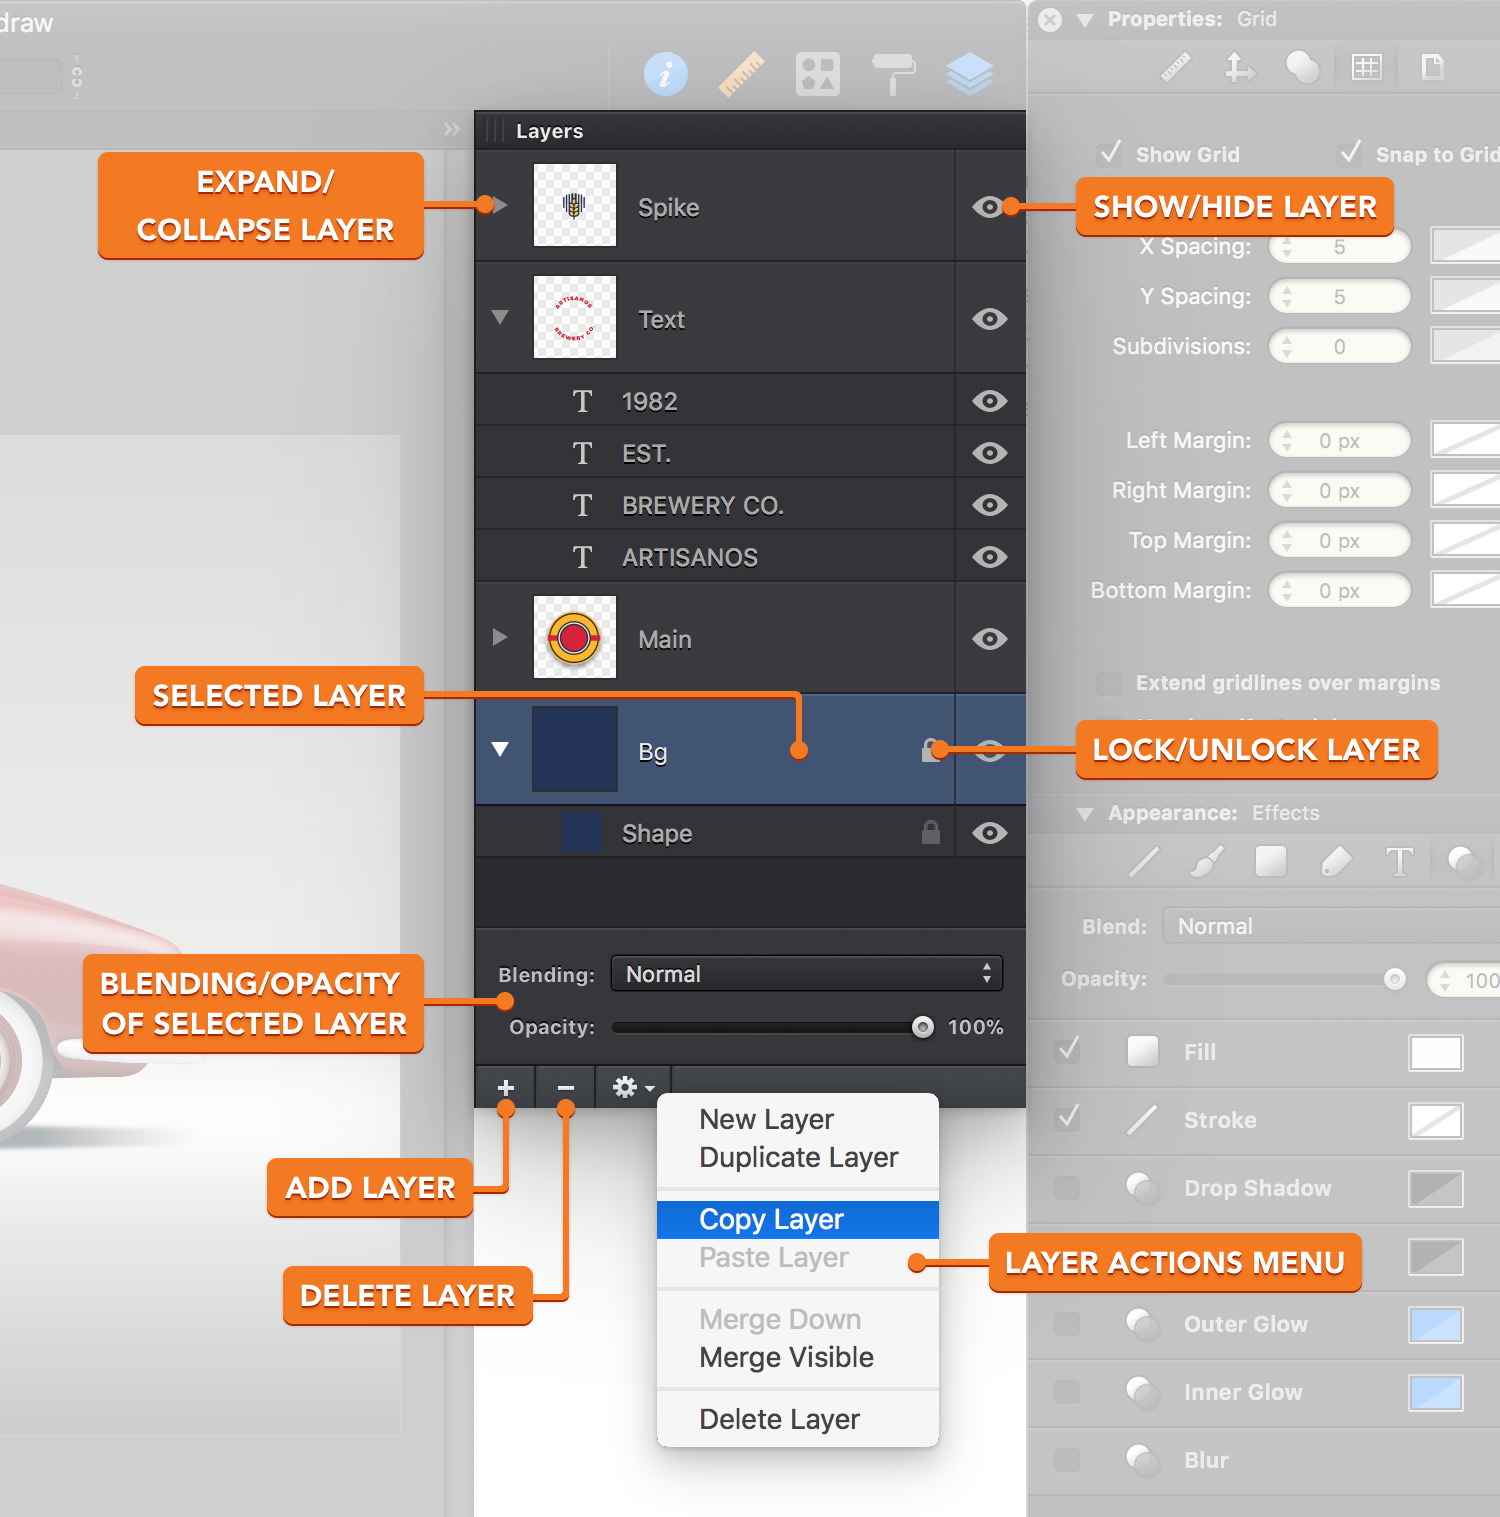 draw
Properties: Grid
Layers
Show Grid
Snap to Grid
EXPAND/
COLLAPSE LAYER
Spike
SHOW/HIDE LAYER
X Spacing: 5
ARTISANOS
BREWERY CO.
Text
Y Spacing: 5
Subdivisions: 0
T 1982
T EST.
Left Margin: 0 px
T BREWERY CO.
Right Margin: 0 px
T ARTISANOS
Top Margin: 0 px
Bottom Margin: 0 px
Main
Extend gridlines over margins
SELECTED LAYER
Bg
LOCK/UNLOCK LAYER
Appearance: Effects
Shape
T
Blend: Normal
BLENDING/OPACITY
OF SELECTED LAYER
Blending: Normal
Opacity: 100
Opacity: 100%
Fill
New Layer
Stroke
Duplicate Layer
ADD LAYER
Drop Shadow
Copy Layer
Paste Layer
LAYER ACTIONS MENU
DELETE LAYER
Merge Down
Outer Glow
Merge Visible
Inner Glow
Delete Layer
Blur